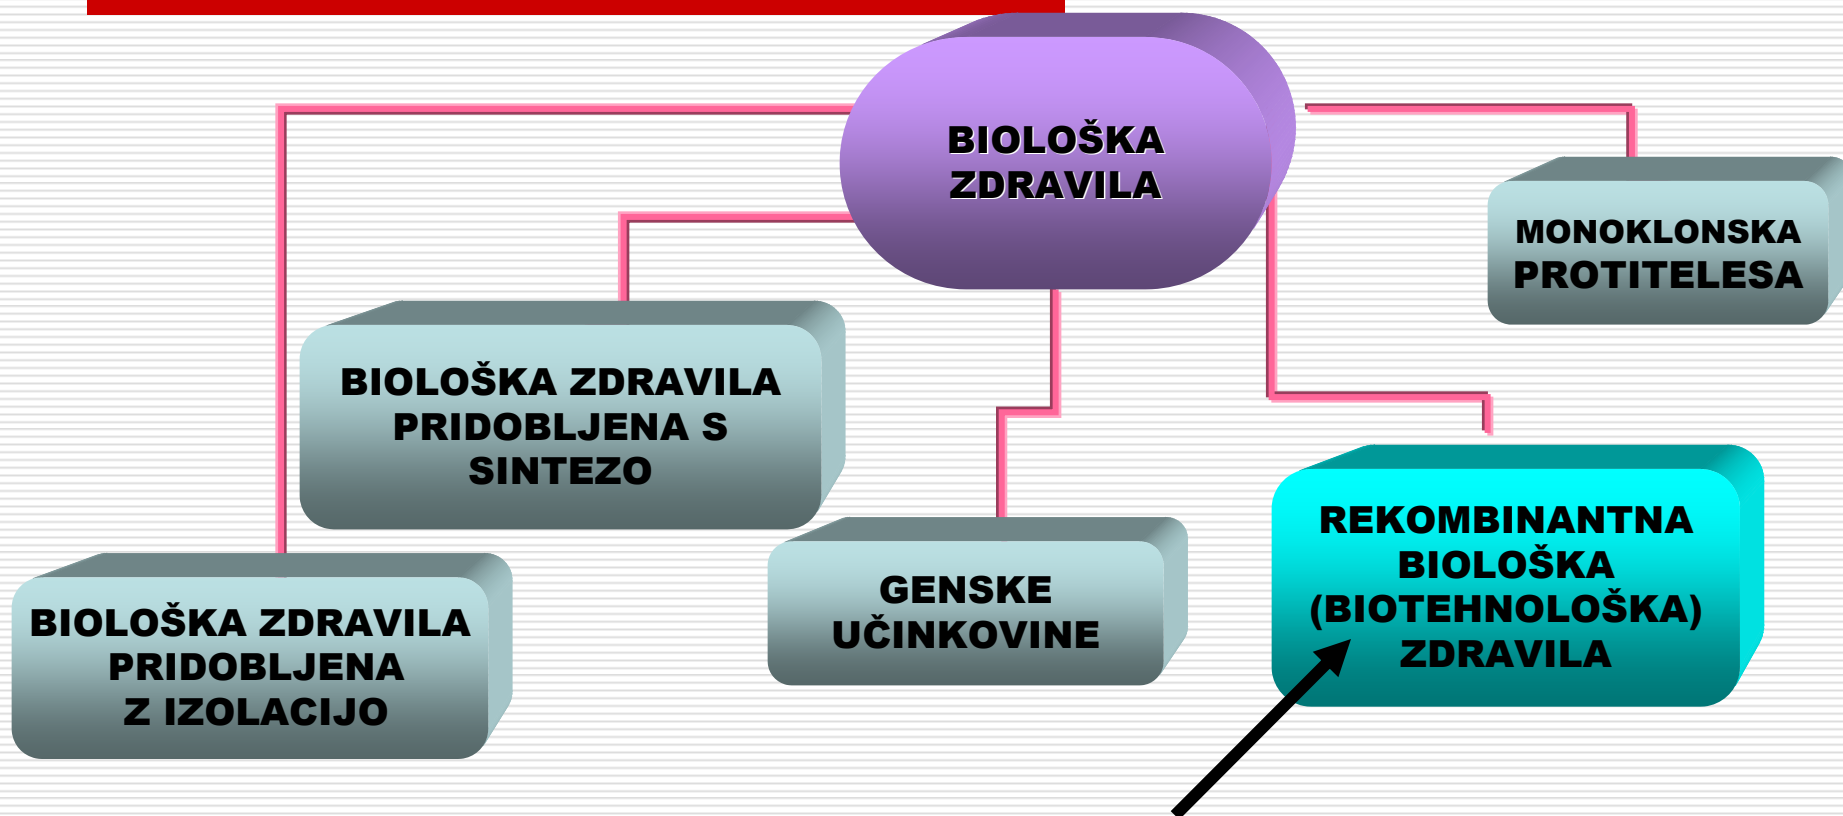 BIOLOŠKA
ZDRAVILA
MONOKLONSKA
PROTITELESA
BIOLOŠKA ZDRAVILA
PRIDOBLJENA S
SINTEZO
REKOMBINANTNA
BIOLOŠKA
(BIOTEHNOLOŠKA)
ZDRAVILA
GENSKE
UČINKOVINE
BIOLOŠKA ZDRAVILA
PRIDOBLJENA
Z IZOLACIJO